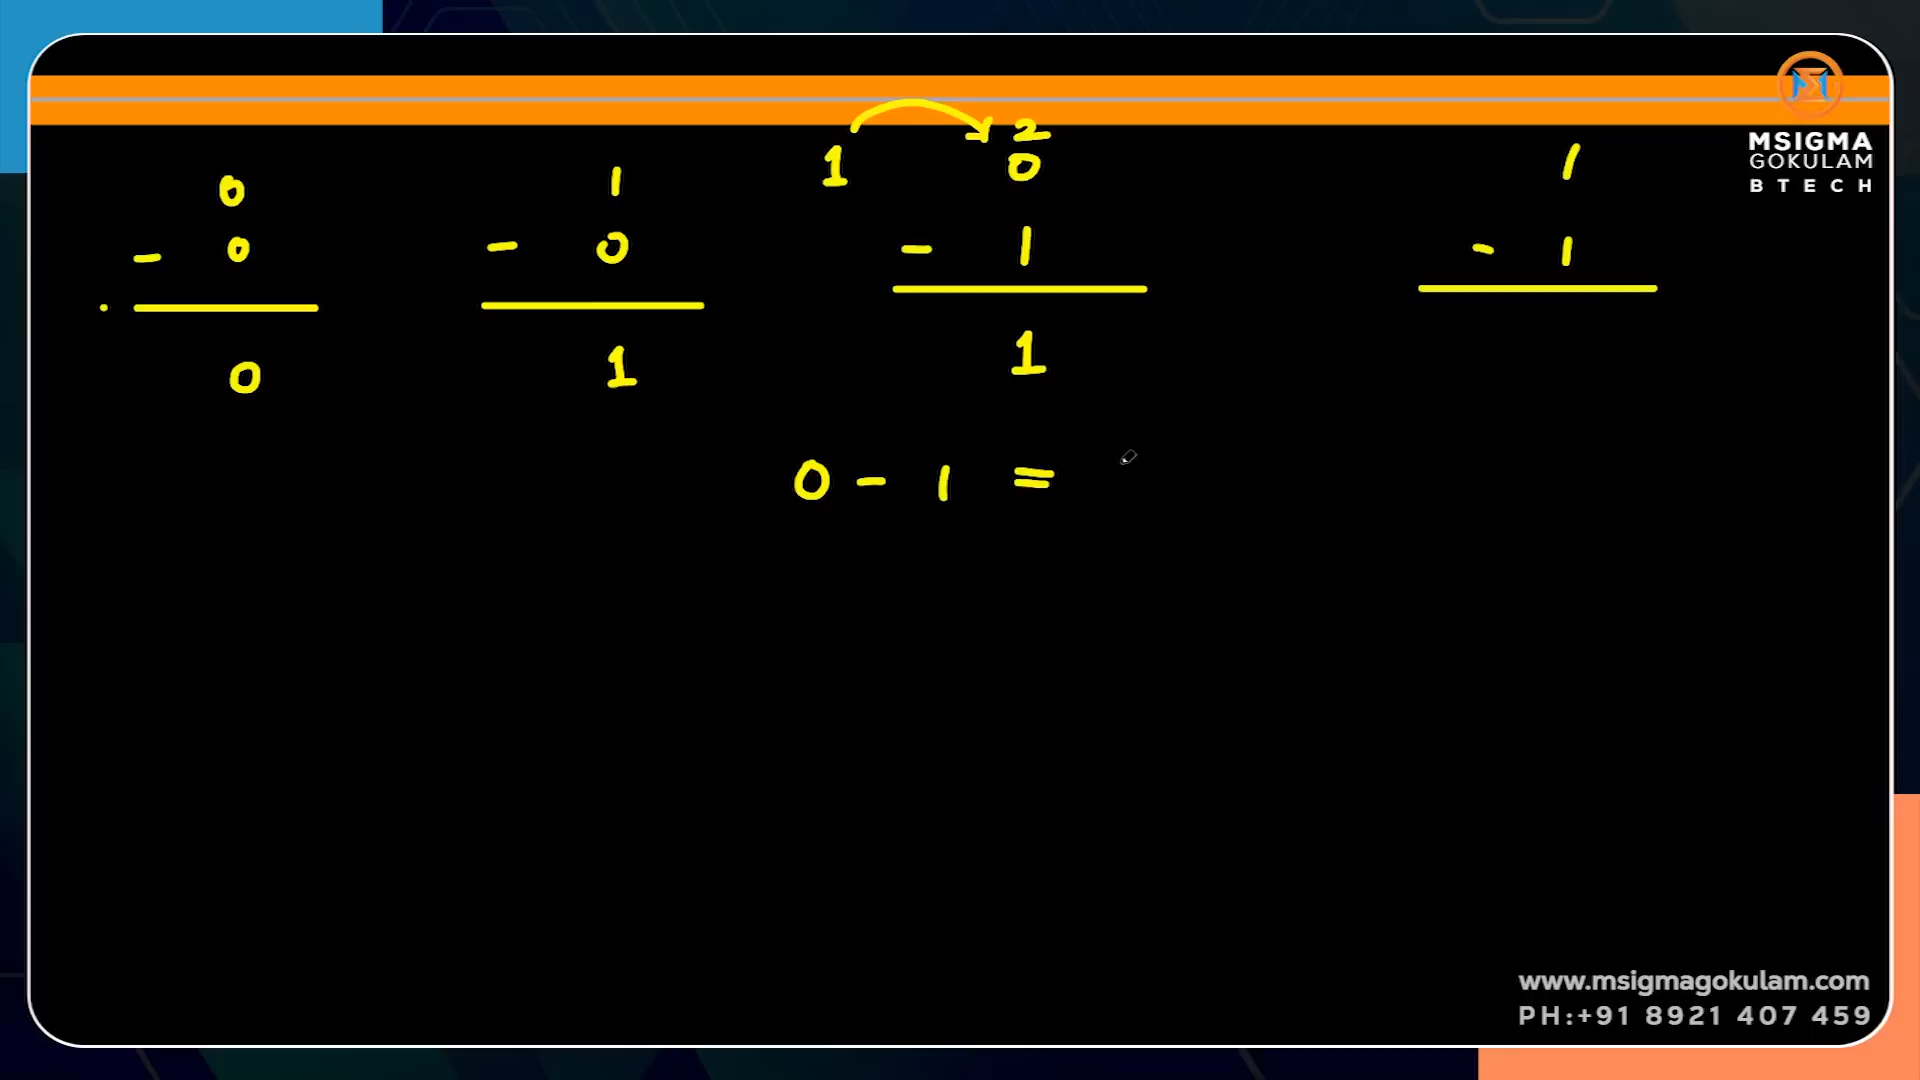 2
1 0
0 1 1
- 0 - 0 - 1 - 1
0 1 1
0 - 1 =
MSIGMA
GOKULAM
BTECH
www.msigmagokulam.com
PH:+91 8921 407 459